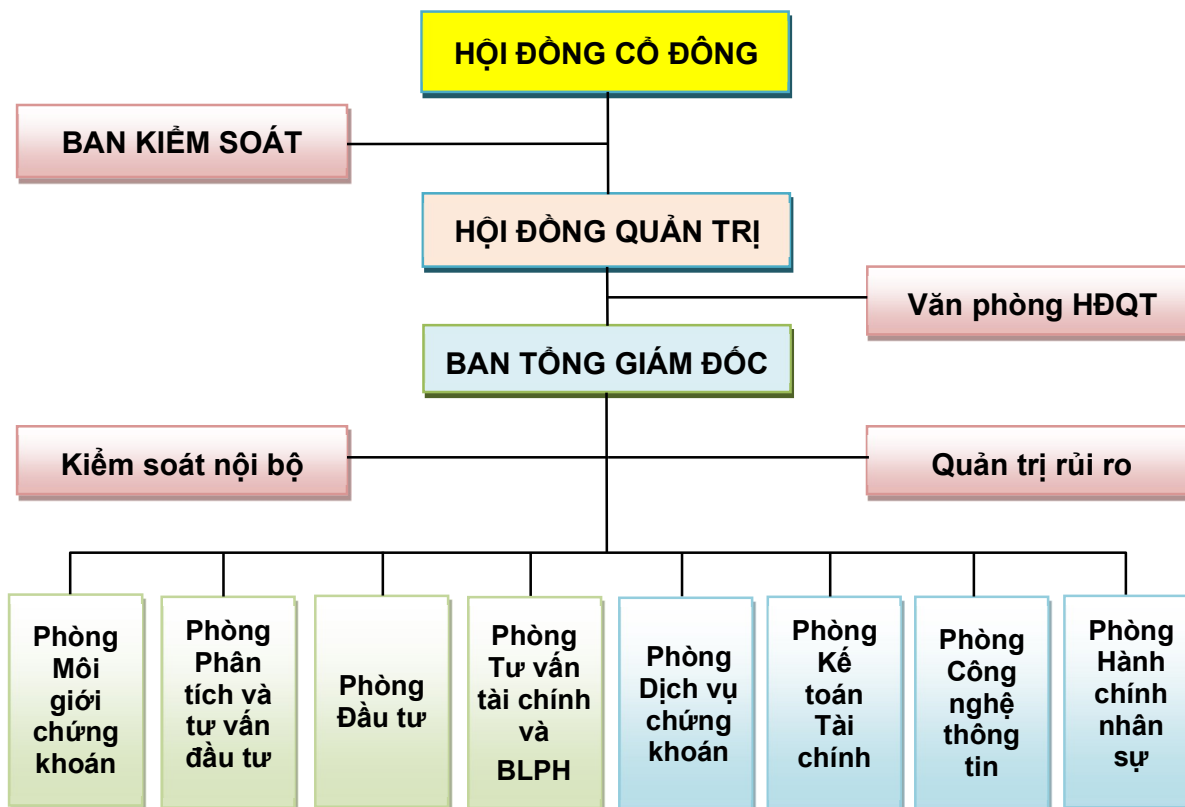 HỘI ĐỒNG CỔ ĐÔNG
BAN KIỂM SOÁT
HỘI ĐỒNG QUẢN TRỊ
Văn phòng HĐQT
BAN TỔNG GIÁM ĐỐC
Kiểm soát nội bộ
Quản trị rủi ro
Phòng
Môi
giới
chứng
khoán
Phòng
Phân
tích và
tư vấn
đầu tư
Phòng
Đầu tư
Phòng
Tư vấn
tài chính
và
BLPH
Phòng
Dịch vụ
chứng
khoán
Phòng
Kế
toán
Tài
chính
Phòng
Công
nghệ
thông
tin
Phòng
Hành
chính
nhân
sự